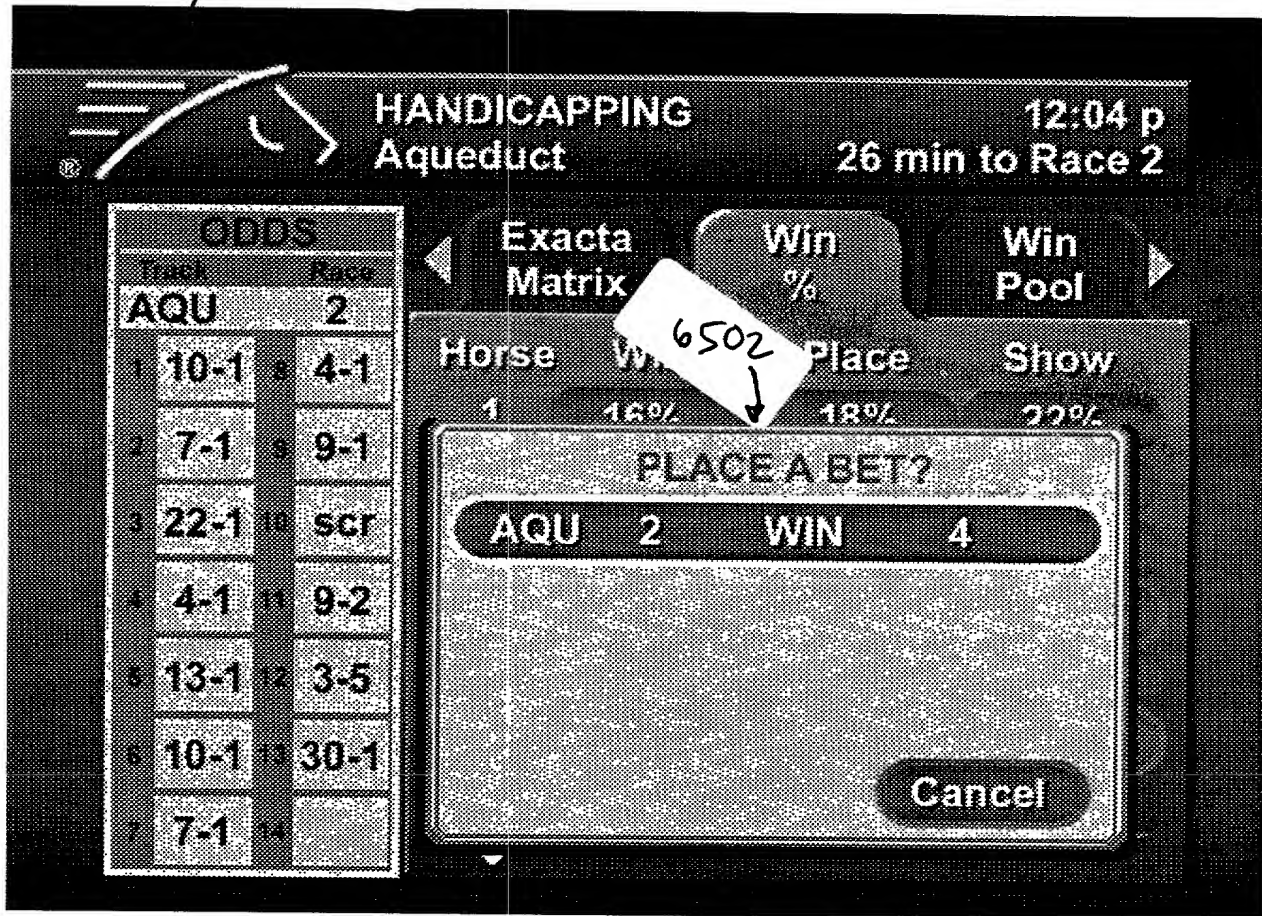 HANDICAPPING
Aqueduct
12:04 p
26 min to Race 2
®
ODDS
Track Race
AQU 2
1 10-1 8 4-1
2 7-1 9 9-1
3 22-1 10 scr
4 4-1 11 9-2
5 13-1 12 3-5
6 10-1 13 30-1
7 7-1 14
Exacta
Matrix
Win
%
Win
Pool
6502
Horse Place Show
1 16% 18% 22%
PLACE A BET?
AQU 2 WIN 4
Cancel